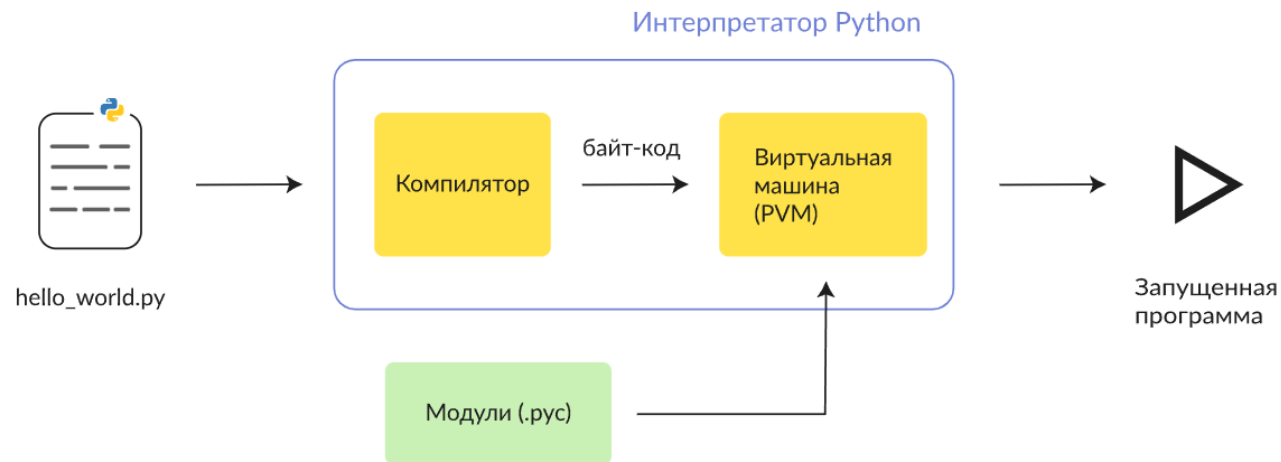 Интерпретатор Python
байт-код
Компилятор
Виртуальная
машина
(PVM)
hello_world.py
Запущенная
программа
Модули (.pyc)